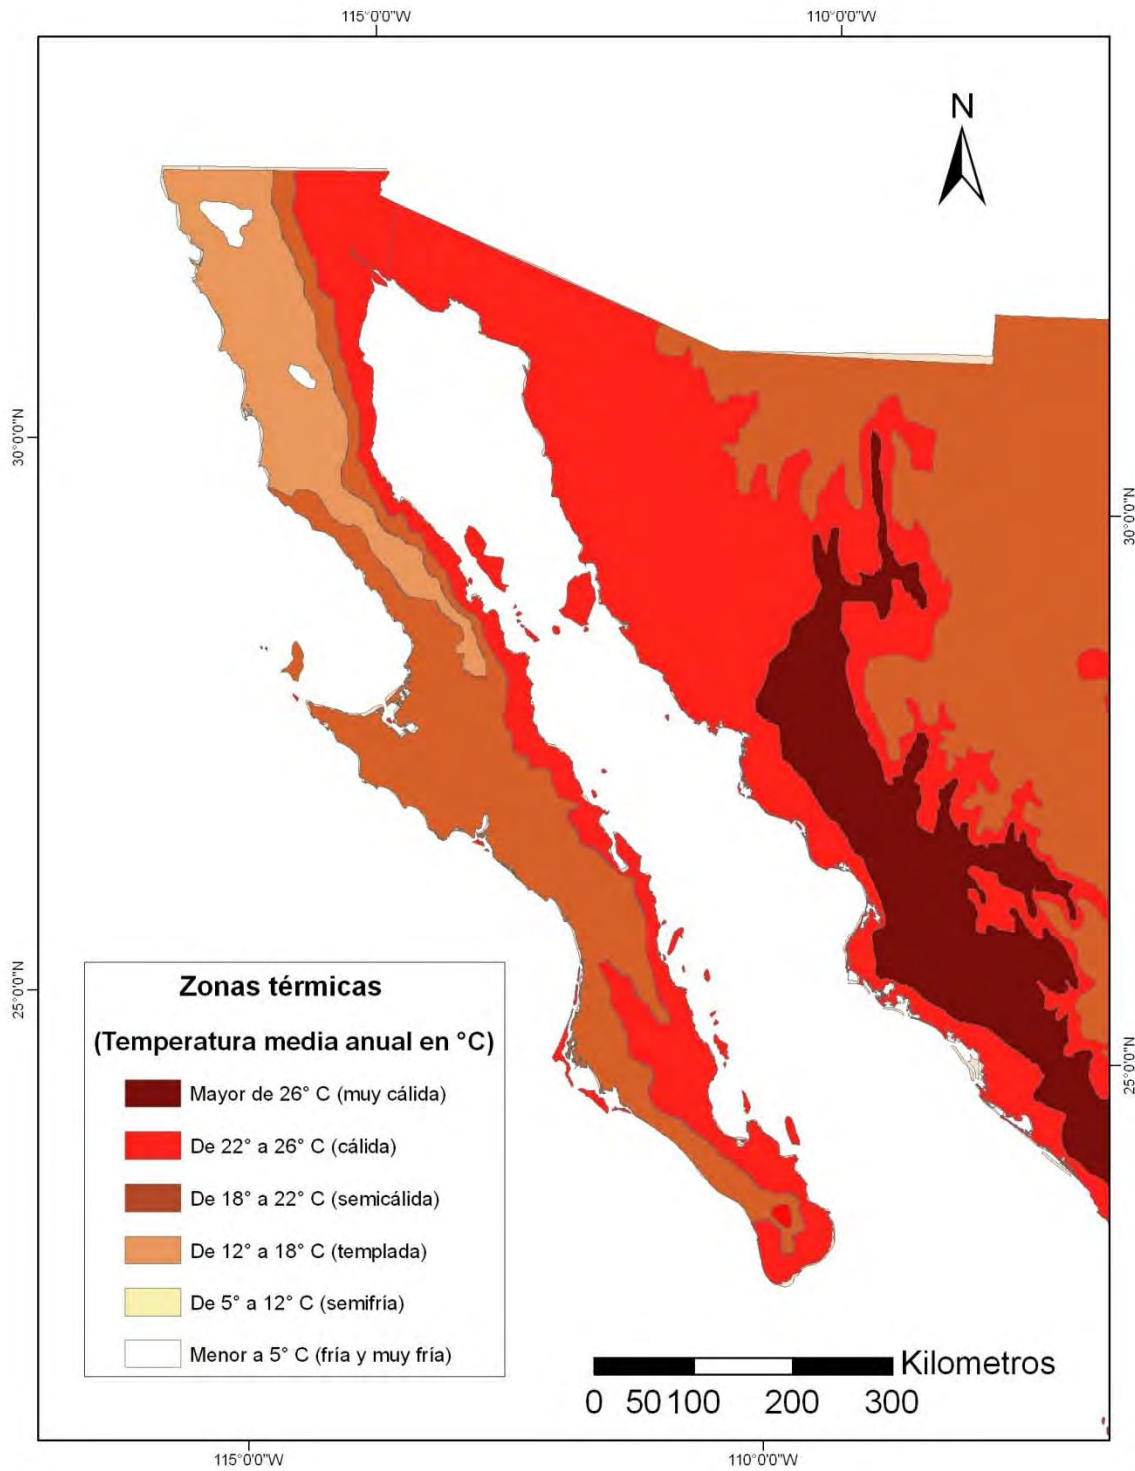 115°0'0"W
110°0'0"W
N
30°0'0"N
30°0'0"N
25°0'0"N
25°0'0"N
Zonas térmicas
(Temperatura media anual en °C)
Mayor de 26° C (muy cálida)
De 22° a 26° C (cálida)
De 18° a 22° C (semicálida)
De 12° a 18° C (templada)
De 5° a 12° C (semifría)
Menor a 5° C (fría y muy fría)
Kilometros
0 50 100 200 300
115°0'0"W
110°0'0"W